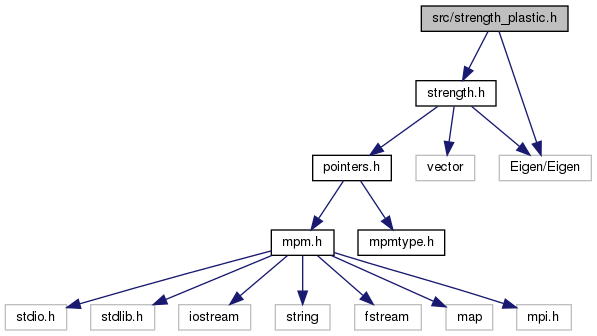 src/strength_plastic.h
strength.h
pointers.h
vector
Eigen/Eigen
mpm.h
mpmtype.h
stdio.h
stdlib.h
iostream
string
fstream
map
mpi.h